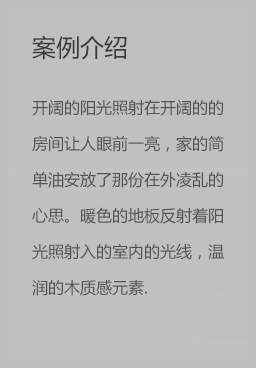 案例介绍
开阔的阳光照射在开阔的的
房间让人眼前一亮，家的简
单油安放了那份在外凌乱的
心思。暖色的地板反射着阳
光照射入的室内的光线，温
润的木质感元素.